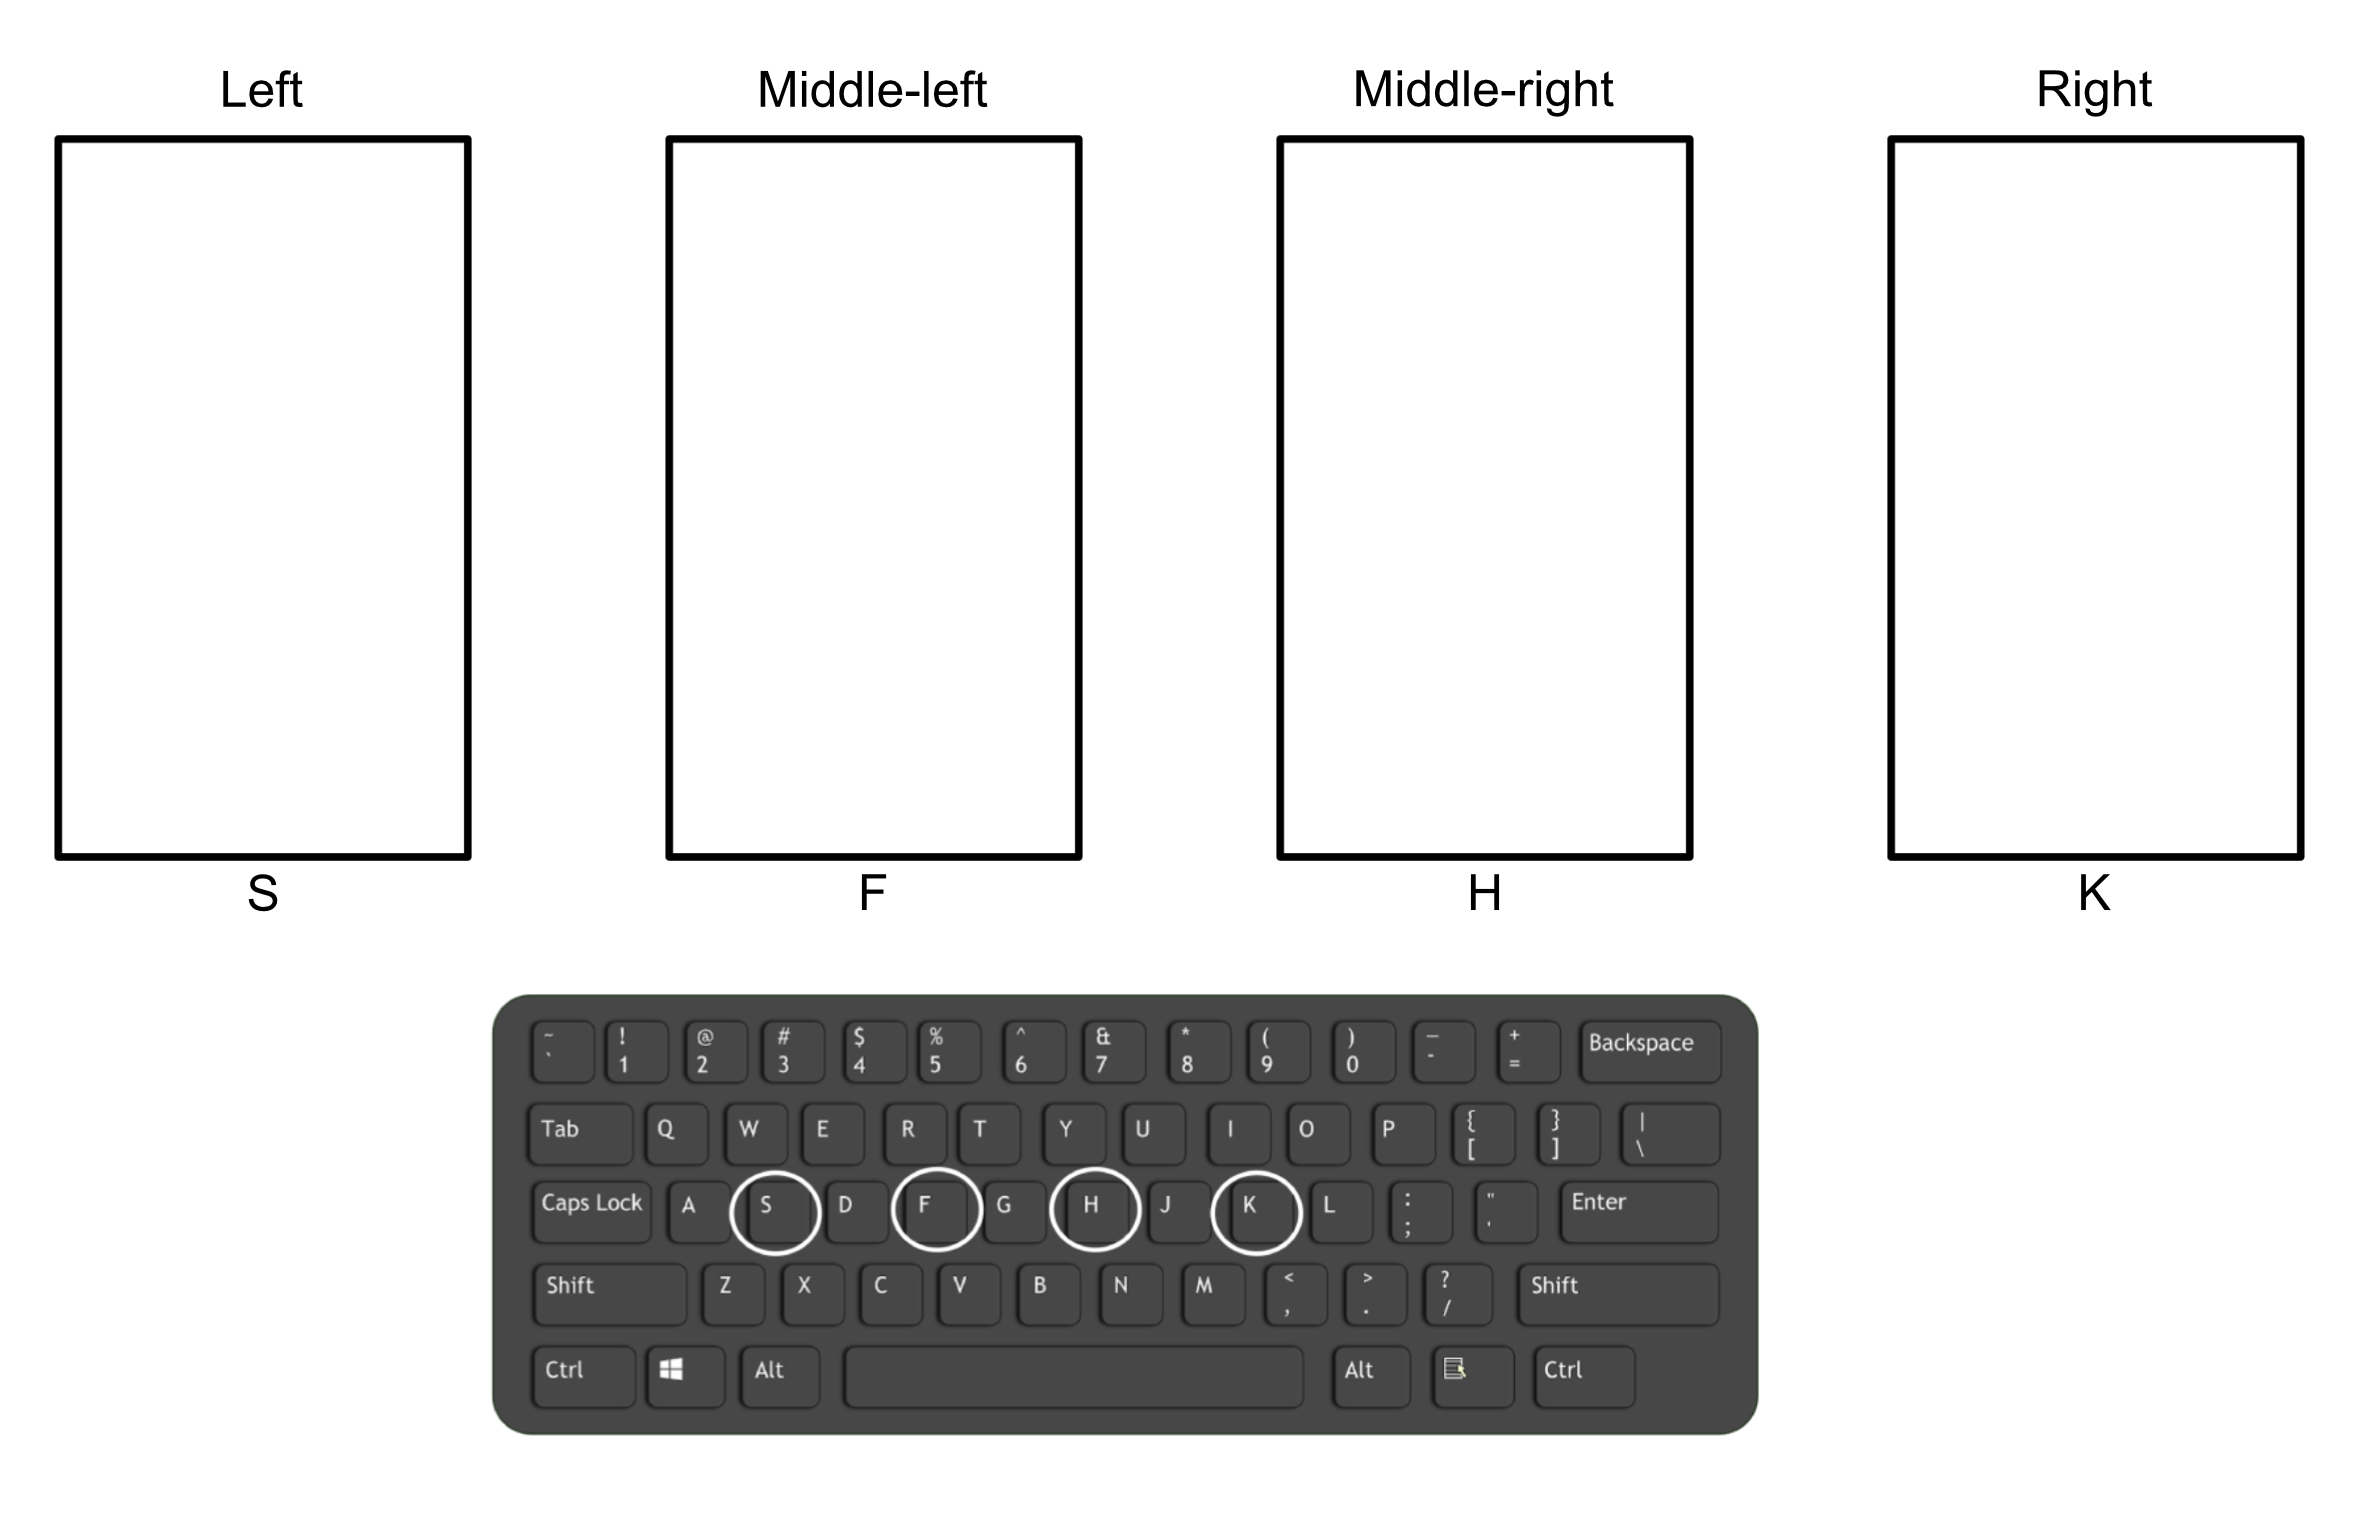 Left Middle-left Middle-right Right
S F H K
~ ! @ # $ % ^ & * ( ) _ + Backspace
` 1 2 3 4 5 6 7 8 9 0 - =
Tab Q W E R T Y U I O P { } |
[ ] \
Caps Lock A S D F G H J K L : " Enter
; '
Shift Z X C V B N M < > ? Shift
, . /
Ctrl Alt Alt Ctrl